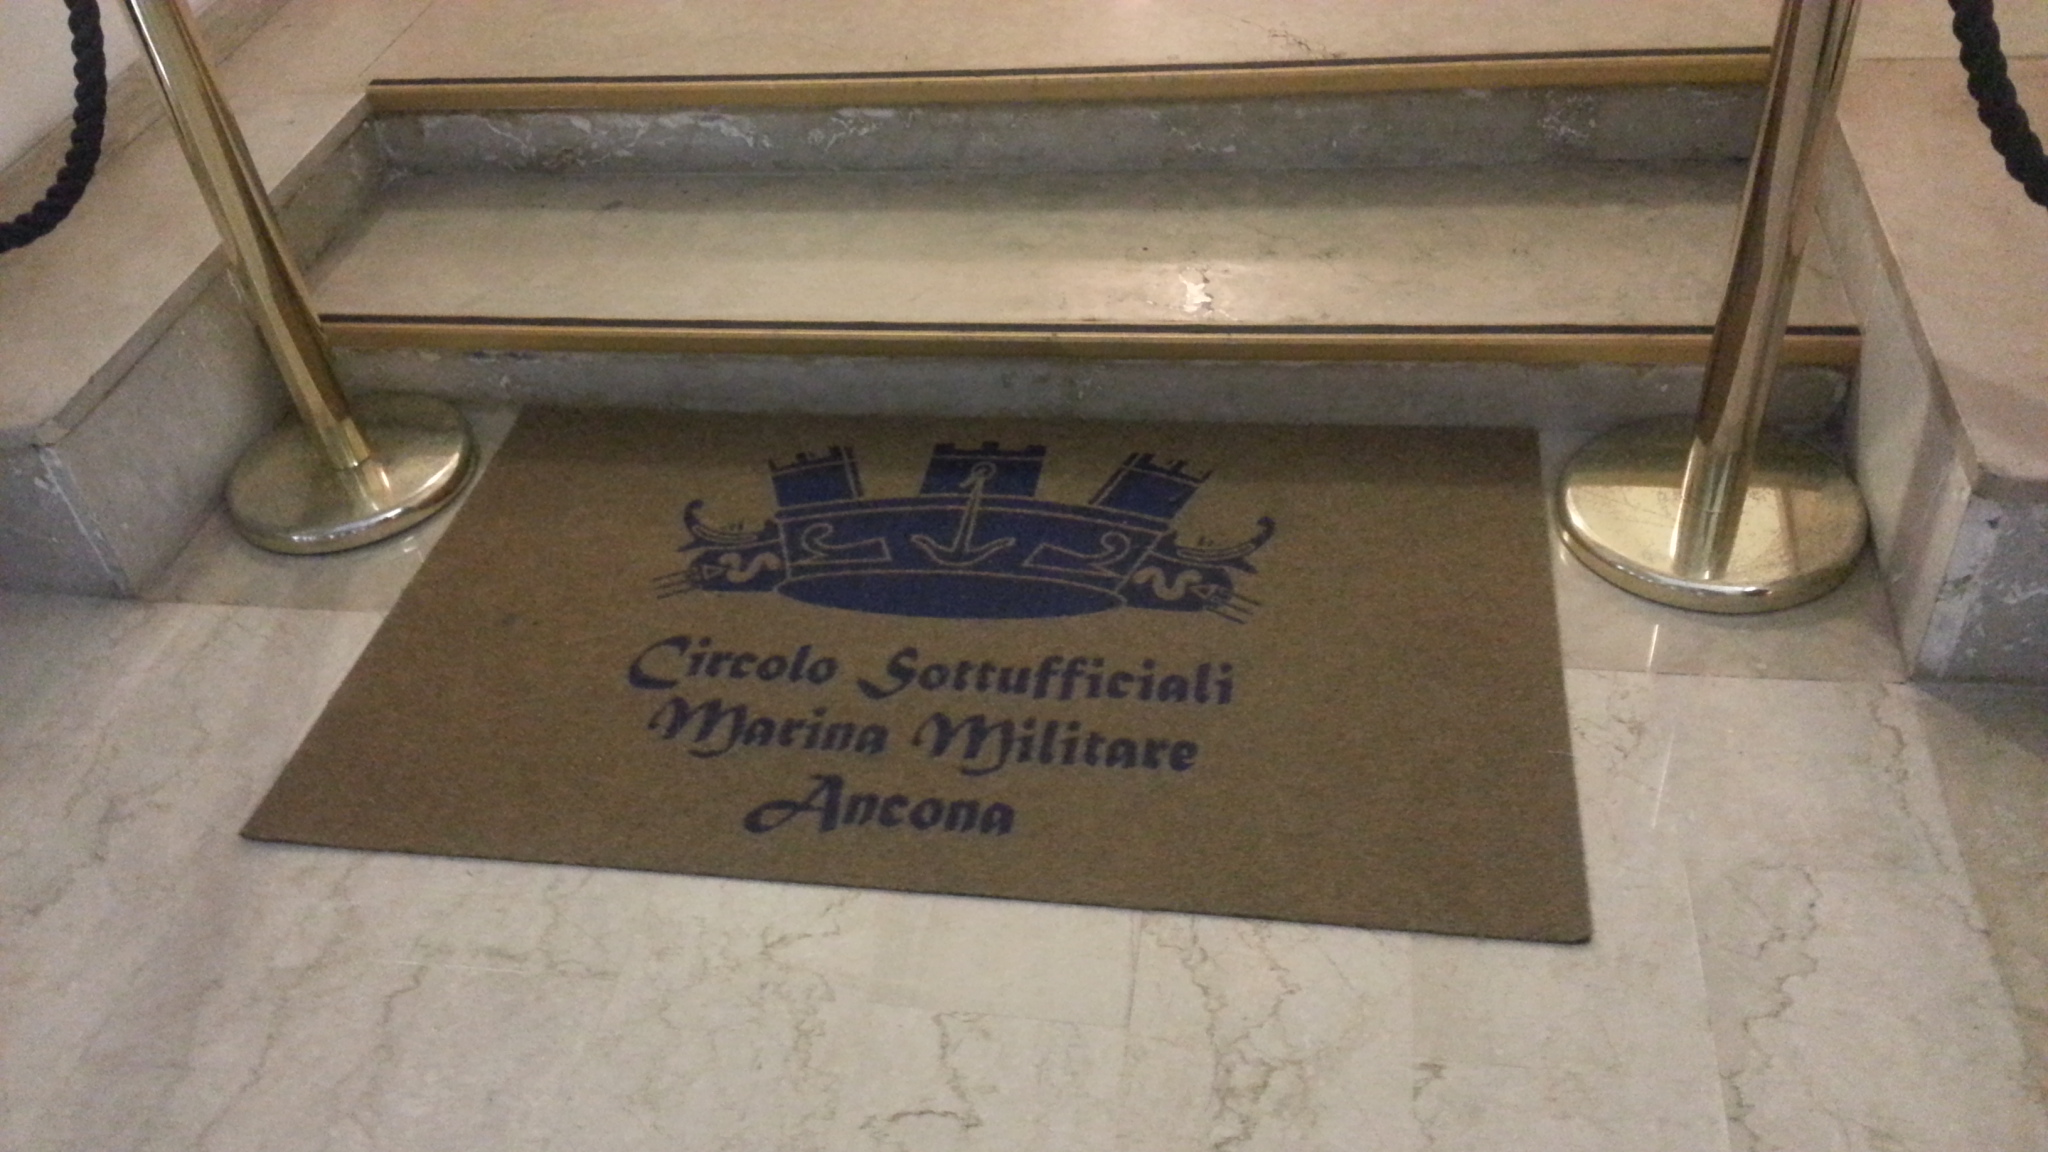 Circolo Sottufficiali
Marina Militare
Ancona